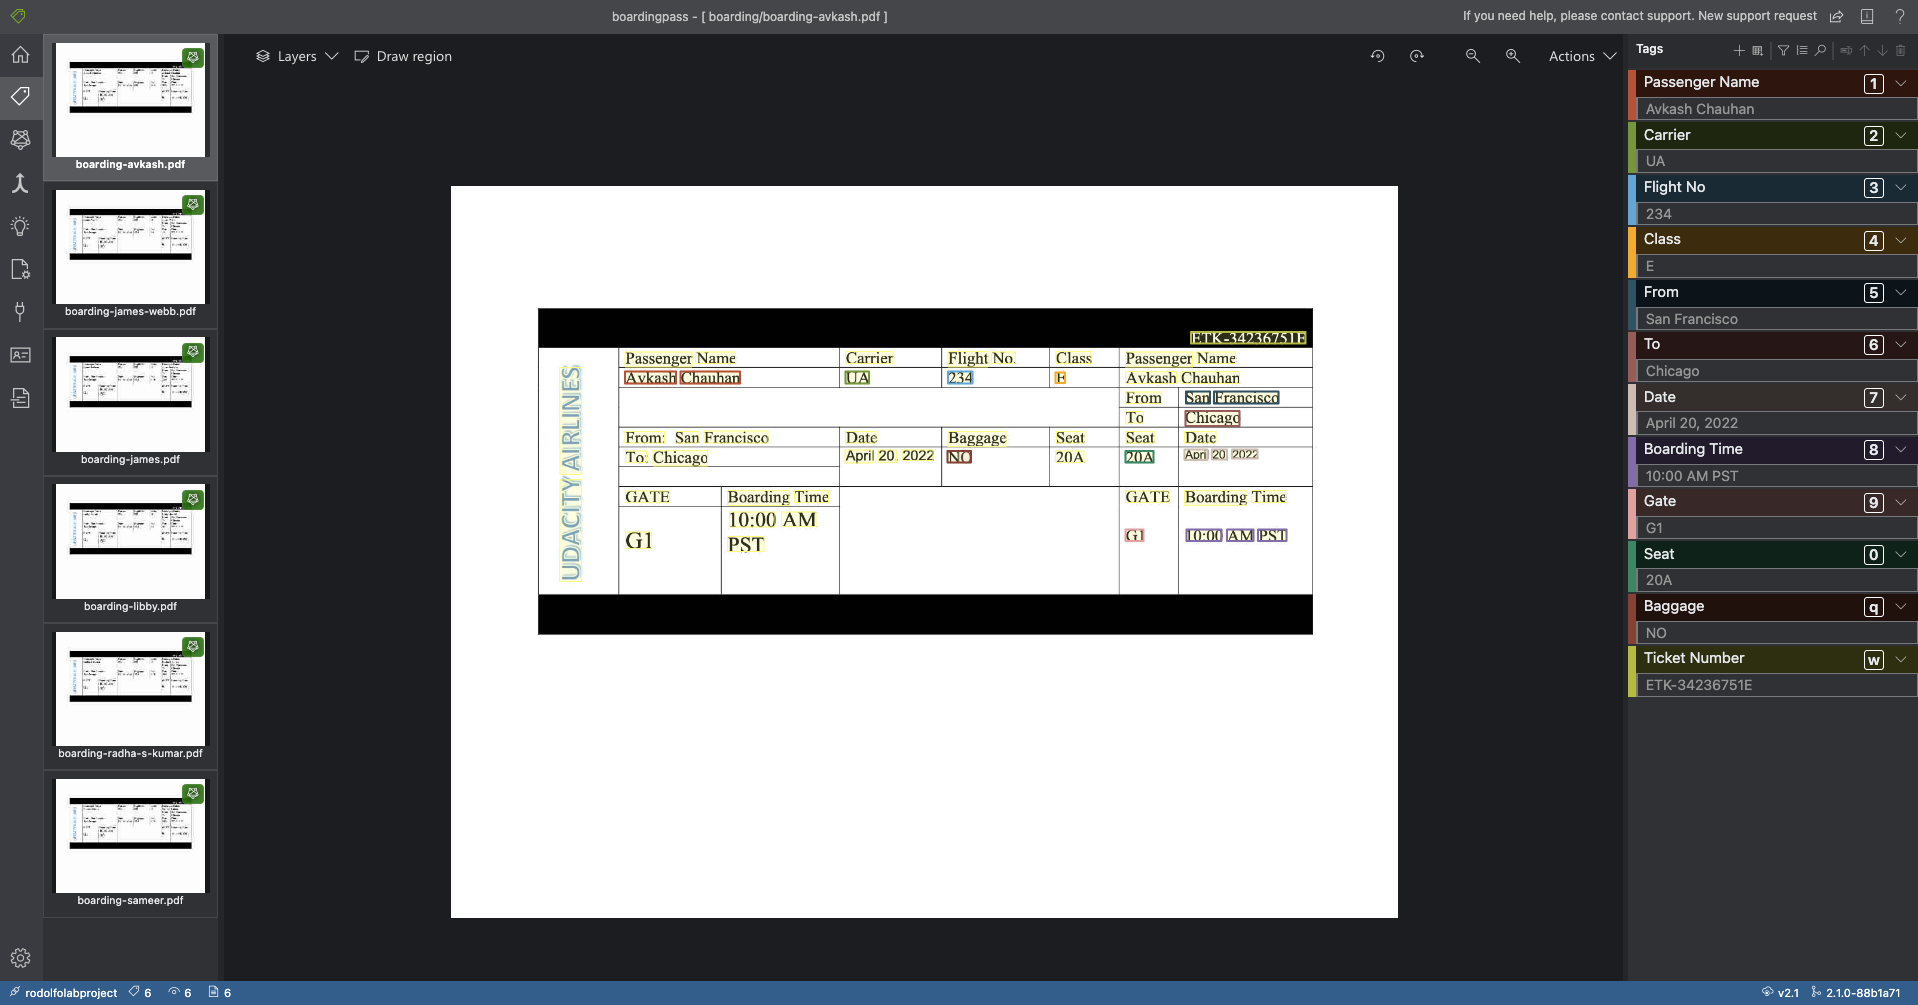 boardingpass - [ boarding/boarding-avkash.pdf ]
If you need help, please contact support. New support request
?
Layers
Draw region
Actions
Tags
boarding-avkash.pdf
boarding-james-webb.pdf
boarding-james.pdf
boarding-libby.pdf
boarding-radha-s-kumar.pdf
boarding-sameer.pdf
ETK-34236751E
UDACITY AIRLINES
Passenger Name Carrier Flight No. Class Passenger Name
Avkash Chauhan UA 234 E Avkash Chauhan
From San Francisco
To Chicago
From: San Francisco Date Baggage Seat Seat Date
To: Chicago April 20, 2022 NO 20A 20A April 20, 2022
GATE Boarding Time GATE Boarding Time
G1 10:00 AM PST G1 10:00 AM PST
Passenger Name 1
Avkash Chauhan
Carrier 2
UA
Flight No 3
234
Class 4
E
From 5
San Francisco
To 6
Chicago
Date 7
April 20, 2022
Boarding Time 8
10:00 AM PST
Gate 9
G1
Seat 0
20A
Baggage q
NO
Ticket Number w
ETK-34236751E
rodolfolabproject 6 6 6
v2.1 2.1.0-88b1a71